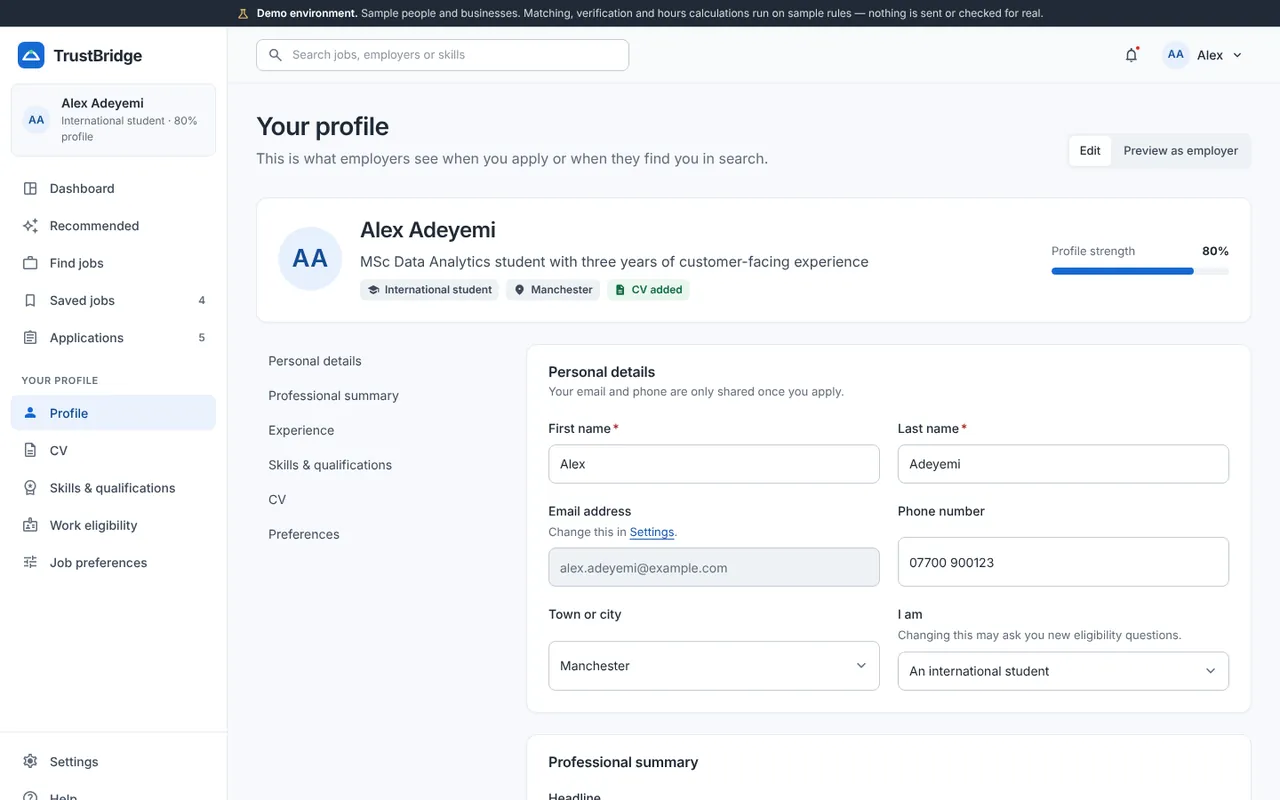 Demo environment. Sample people and businesses. Matching, verification and hours calculations run on sample rules — nothing is sent or checked for real.
TrustBridge
Search jobs, employers or skills
AA
Alex
AA
Alex Adeyemi
International student · 80%
profile
Dashboard
Recommended
Find jobs
Saved jobs 4
Applications 5
YOUR PROFILE
Profile
CV
Skills & qualifications
Work eligibility
Job preferences
Settings
Help
Your profile
This is what employers see when you apply or when they find you in search.
Edit
Preview as employer
AA
Alex Adeyemi
MSc Data Analytics student with three years of customer-facing experience
International student
Manchester
CV added
Profile strength 80%
Personal details
Professional summary
Experience
Skills & qualifications
CV
Preferences
Personal details
Your email and phone are only shared once you apply.
First name*
Alex
Last name*
Adeyemi
Email address
Change this in Settings.
alex.adeyemi@example.com
Phone number
07700 900123
Town or city
Manchester
I am
Changing this may ask you new eligibility questions.
An international student
Professional summary
Headline